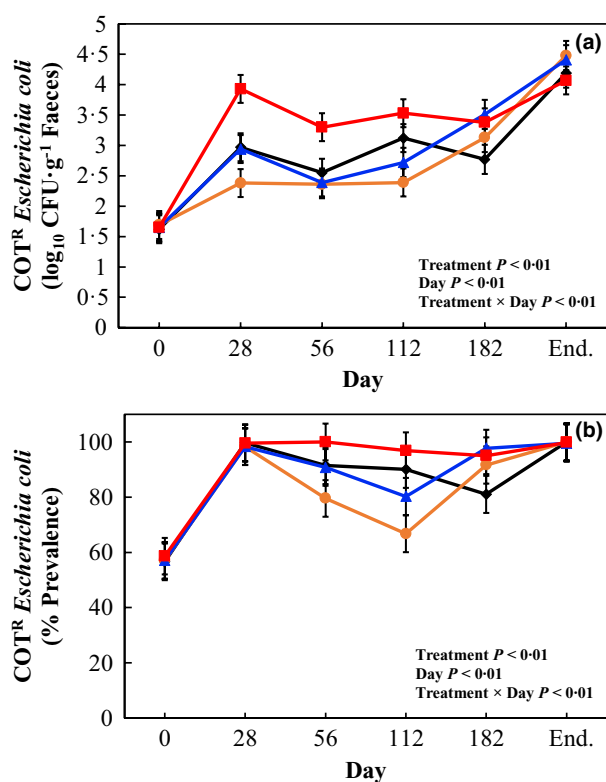 (a)
COTᴿ Escherichia coli
(log₁₀ CFU·g⁻¹ Faeces)
5
4·5
4
3·5
3
2·5
2
1·5
1
0·5
0
Treatment P < 0·01
Day P < 0·01
Treatment × Day P < 0·01
0 28 56 112 182 End.
Day
(b)
COTᴿ Escherichia coli
(% Prevalence)
100
80
60
40
20
0
Treatment P < 0·01
Day P < 0·01
Treatment × Day P < 0·01
0 28 56 112 182 End.
Day